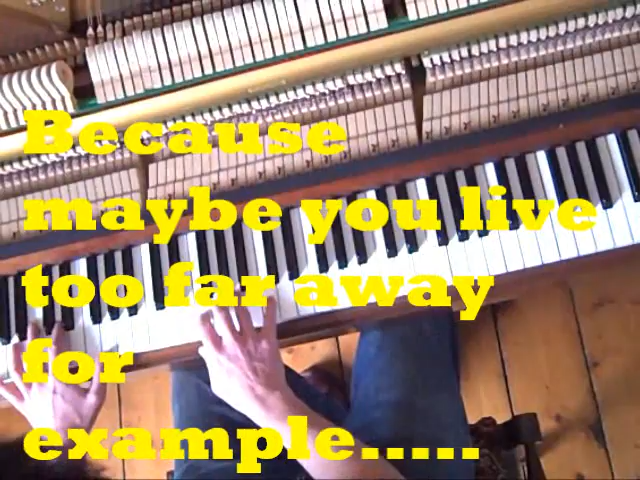 Because
maybe you live
too far away
for
example.....